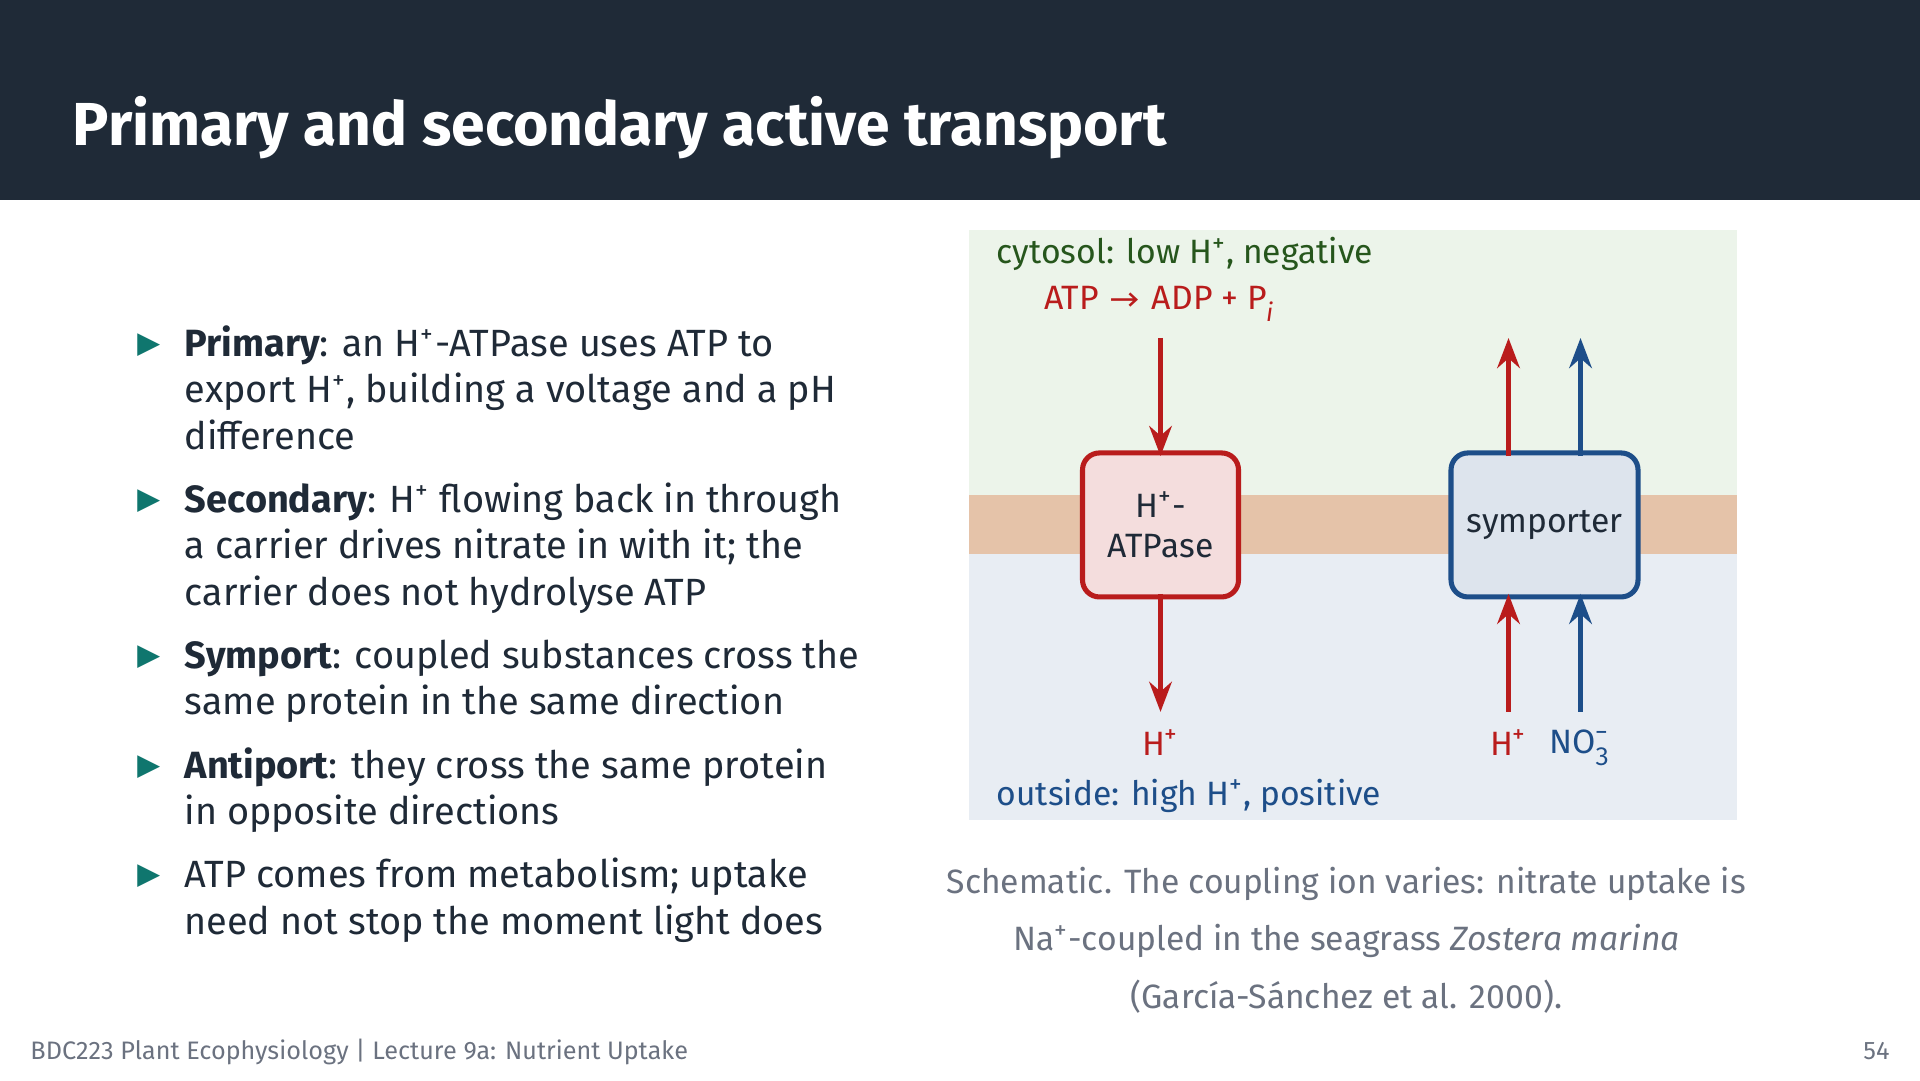 Primary and secondary active transport
▶ Primary: an H⁺-ATPase uses ATP to
export H⁺, building a voltage and a pH
difference
▶ Secondary: H⁺ flowing back in through
a carrier drives nitrate in with it; the
carrier does not hydrolyse ATP
▶ Symport: coupled substances cross the
same protein in the same direction
▶ Antiport: they cross the same protein
in opposite directions
▶ ATP comes from metabolism; uptake
need not stop the moment light does
cytosol: low H⁺, negative
ATP → ADP + Pᵢ
H⁺-
ATPase
symporter
H⁺
H⁺ NO₃⁻
outside: high H⁺, positive
Schematic. The coupling ion varies: nitrate uptake is
Na⁺-coupled in the seagrass Zostera marina
(García-Sánchez et al. 2000).
BDC223 Plant Ecophysiology | Lecture 9a: Nutrient Uptake
54